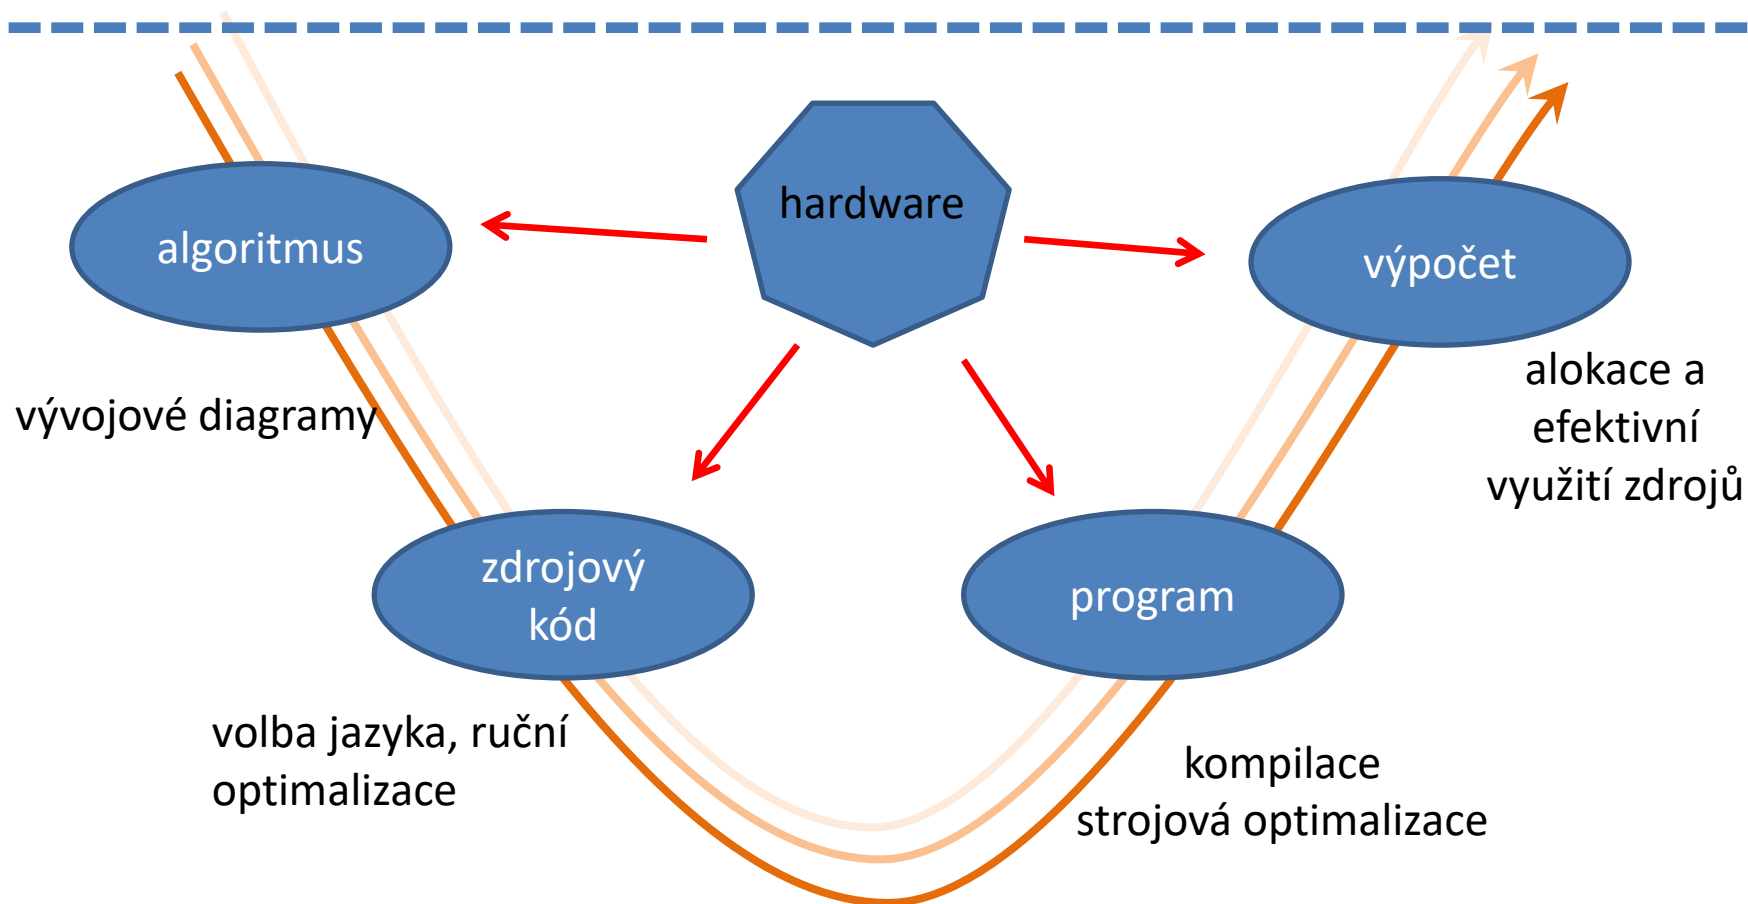 hardware
algoritmus
výpočet
vývojové diagramy
alokace a
efektivní
využití zdrojů
zdrojový
kód
program
volba jazyka, ruční
optimalizace
kompilace
strojová optimalizace